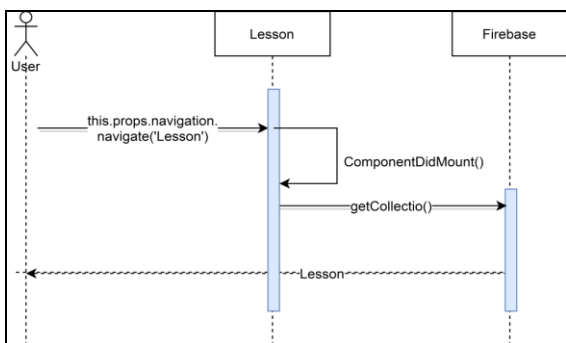 Lesson
Firebase
User
this.props.navigation.
navigate('Lesson')
ComponentDidMount()
getCollectio()
Lesson